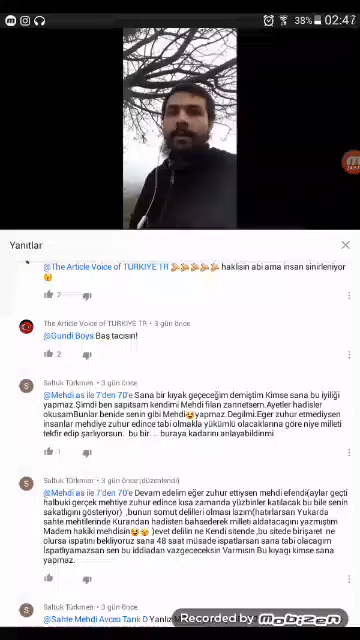 38% 02:47
Yanıtlar
@The Article Voice of TURKIYE TR haklisin abi ama insan sinirleniyor
2
The Article Voice of TURKIYE TR • 3 gün önce
@Gundi Boys Baş tacısın!
2
Saltuk Türkmen • 3 gün önce
@Mehdi as ile 7'den 70'e Sana bir kıyak geçeceğim demiştim Kimse sana bu iyiliği
yapmaz.Şimdi ben sapıtsam kendimi Mehdi filan zannetsem.Ayetler hadisler
okusamBunlar benide senin gibi Mehdi yapmaz.Degilmi.Eger zuhur etmediysen
insanlar mehdiye zuhur edince tabi olmakla yükümlü olacaklarına göre niye milleti
tekfir edip şarlıyorsun. bu bir. .. buraya kadarını anlayabildinmi
1
Saltuk Türkmen • 3 gün önce(düzenlendi)
@Mehdi as ile 7'den 70'e Devam edelim eğer zuhur ettiysen mehdi efendi(aylar geçti
halbuki gerçek mehtiye zuhur edince kısa zamanda yüzbinler katılacak bu bile senin
sakatlıgını gösteriyor) ,bunun somut delilleri olması lazım(hatırlarsan Yukarda
sahte mehtilerinde Kurandan hadisten bahsederek milleti aldatacagını yazmıştım
Madem hakiki mehdisin )evet delilin ne Kendi sitende ,bu sitede birişaret ne
olursa ispatını bekliyoruz sana 48 saat müsade ispatlarsan sana tabi olacagım
İspatlıyamazsan sen bu iddiadan vazgececeksin Varmısın Bu kıyagı kimse sana
yapmaz.
Saltuk Türkmen • 3 gün önce
@Sahte Mehdi Avcısı Tarık D
Recorded by mobizen